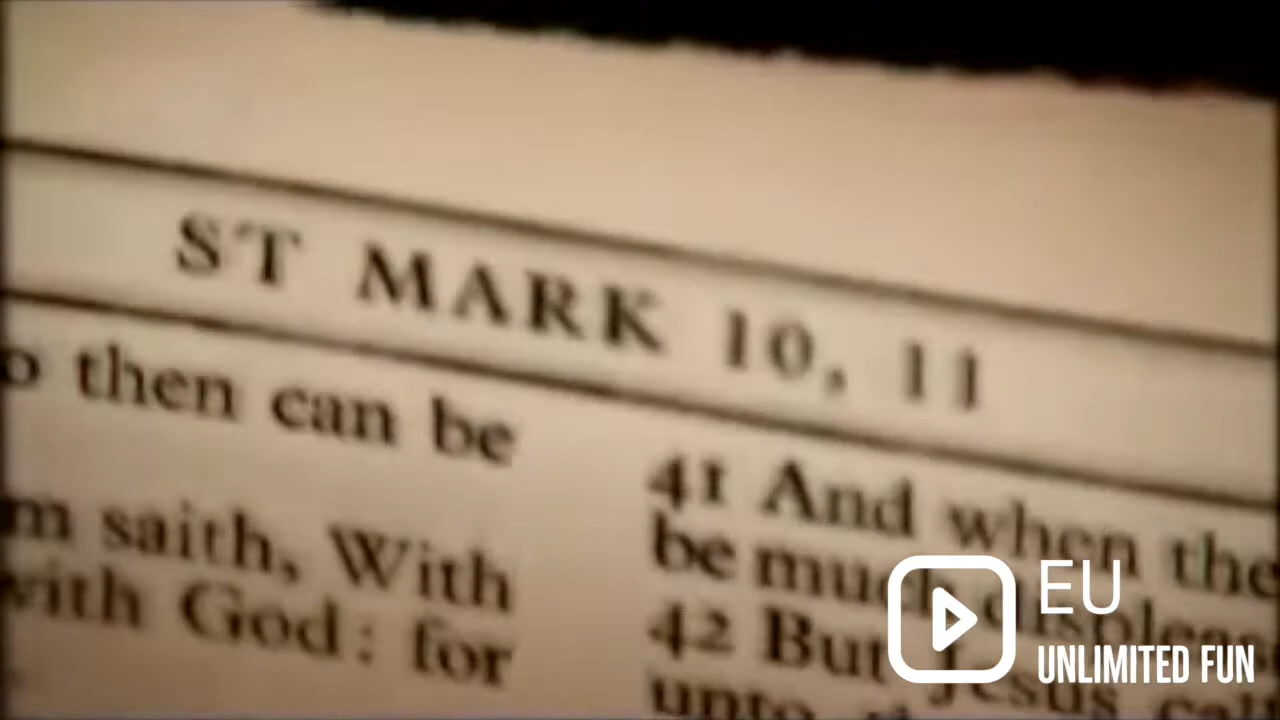 ST MARK 10, 11
then can be
saith, With
with God: for
41 And when the
be much
42 But Jesus
unto
EU
UNLIMITED FUN